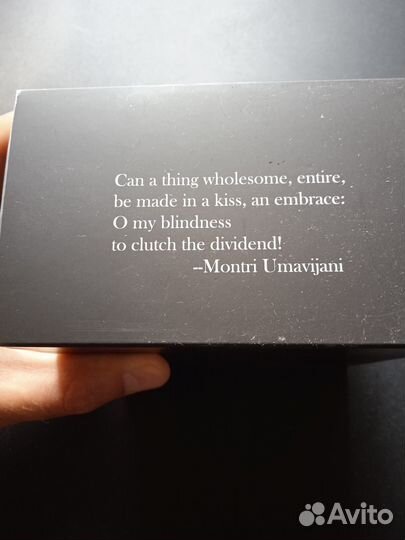 Can a thing wholesome, entire,
be made in a kiss, an embrace:
O my blindness
to clutch the dividend!
--Montri Umavijani
Avito